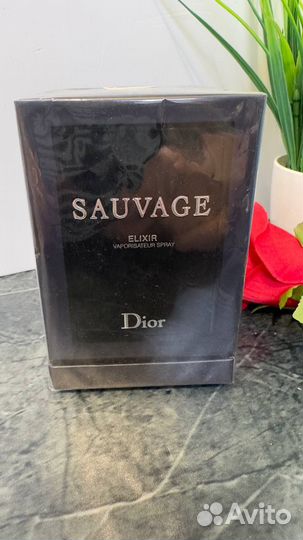 SAUVAGE
ELIXIR
VAPORISATEUR SPRAY
Dior
Avito